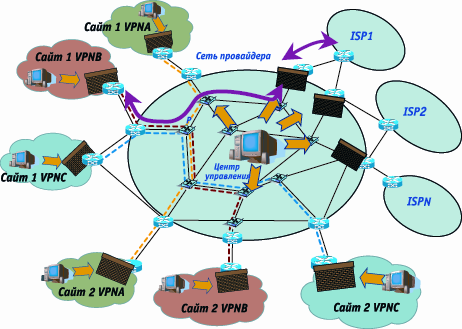 Сайт 1 VPNA
Сеть провайдера
ISP1
Сайт 1 VPNB
ISP2
Центр
управления
Сайт 1 VPNC
ISPN
Сайт 2 VPNA
Сайт 2 VPNB
Сайт 2 VPNC